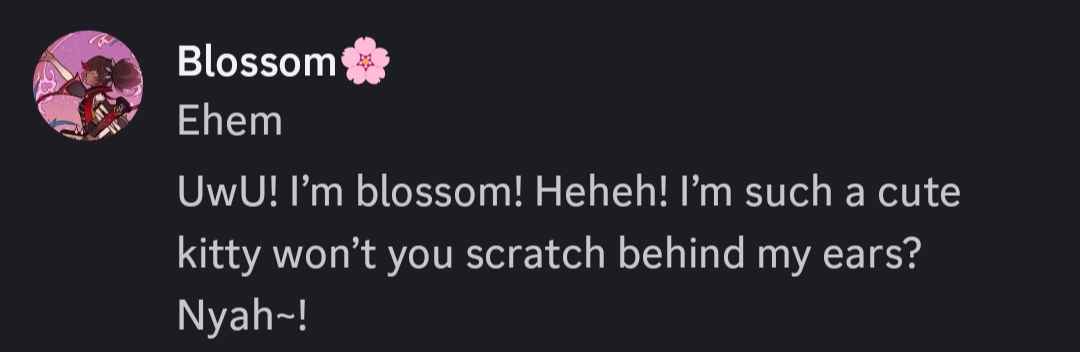 Blossom🌸
Ehem
UwU! I’m blossom! Heheh! I’m such a cute
kitty won’t you scratch behind my ears?
Nyah~!